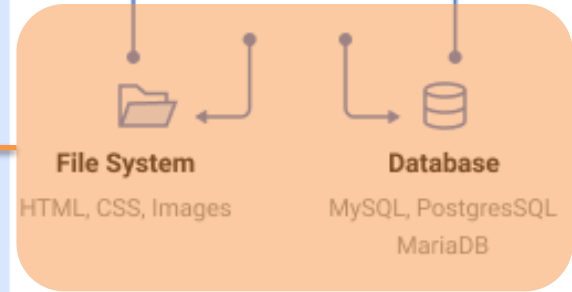 File System
HTML, CSS, Images
Database
MySQL, PostgresSQL
MariaDB